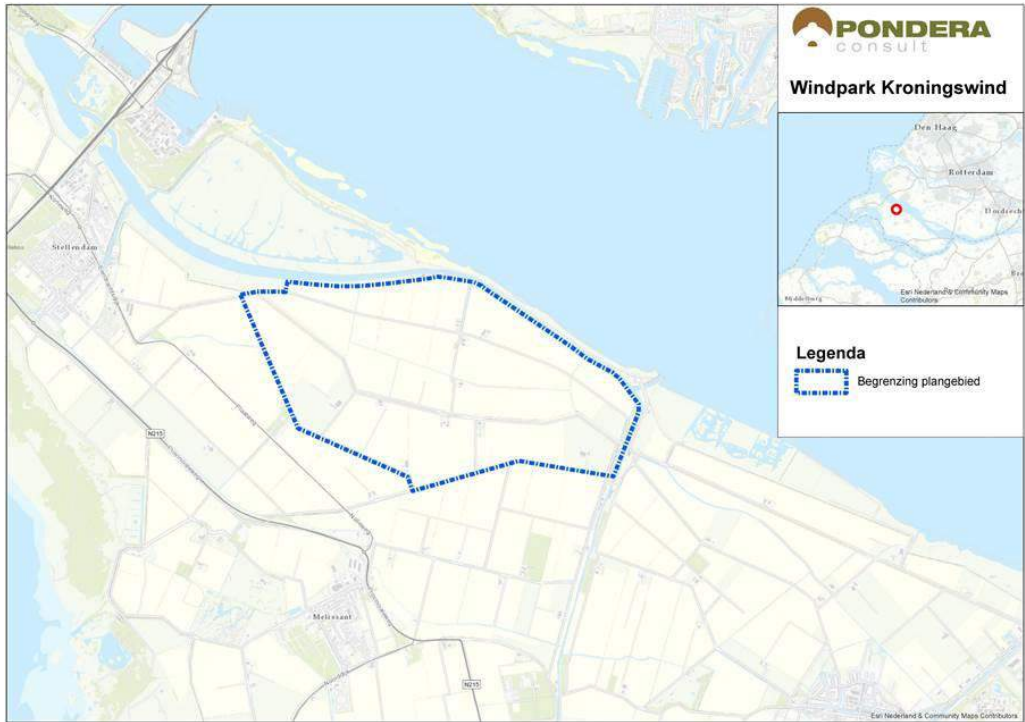 PONDERA
consult
Windpark Kroningswind
Den Haag
Rotterdam
Middelburg
Esri Nederland & Community Maps
Contributors
Legenda
Begrenzing plangebied
Stellendam
N215
Melissant
N215
Esri Nederland & Community Maps Contributors